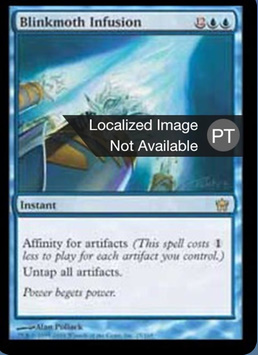 Blinkmoth Infusion
Localized Image
Not Available
PT
Instant
Affinity for artifacts (This spell costs 1
less to play for each artifact you control.)
Untap all artifacts.
Power begets power.
Alan Pollack